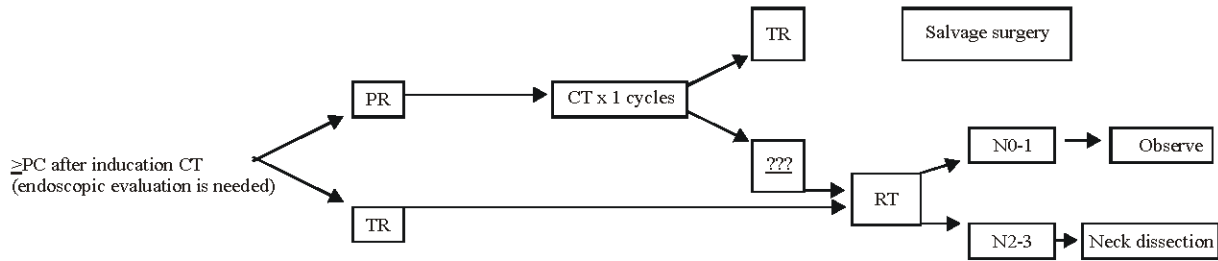 TR
Salvage surgery
PR
CT x 1 cycles
≥PC after inducation CT
(endoscopic evaluation is needed)
???
N0-1
Observe
TR
RT
N2-3
Neck dissection